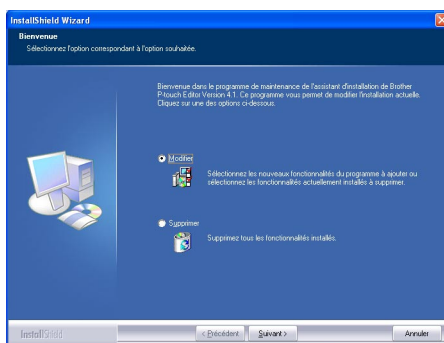 InstallShield Wizard
Bienvenue
Sélectionnez l'option correspondant à l'option souhaitée.
Bienvenue dans le programme de maintenance de l'assistant d'installation de Brother
P-touch Editor Version 4.1. Ce programme vous permet de modifier l'installation actuelle.
Cliquez sur une des options ci-dessous.
Modifier
Sélectionnez les nouveaux fonctionnalités du programme à ajouter ou
sélectionnez les fonctionnalités actuellement installés à supprimer.
Supprimer
Supprimez tous les fonctionnalités installés.
InstallShield
< Précédent Suivant > Annuler